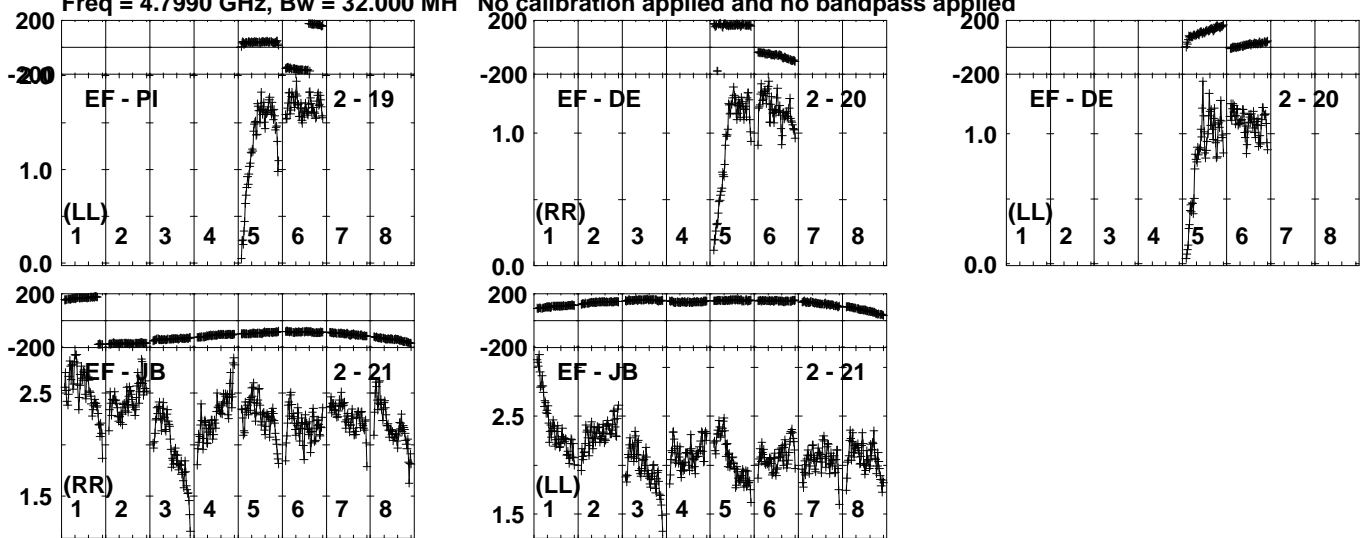 Freq = 4.7990 GHz, Bw = 32.000 MH No calibration applied and no bandpass applied
200 200 200
-200 -200 -200
2.0
EF - PI 2 - 19 EF - DE 2 - 20 EF - DE 2 - 20
1.0 1.0
1.0
(LL) (RR) (LL)
1 2 3 4 5 6 7 8 1 2 3 4 5 6 7 8 1 2 3 4 5 6 7 8
0.0 0.0 0.0
200 200
-200 -200
EF - JB 2 - 21 EF - JB 2 - 21
2.5 2.5
(RR) (LL)
1.5 1.5
1 2 3 4 5 6 7 8 1 2 3 4 5 6 7 8